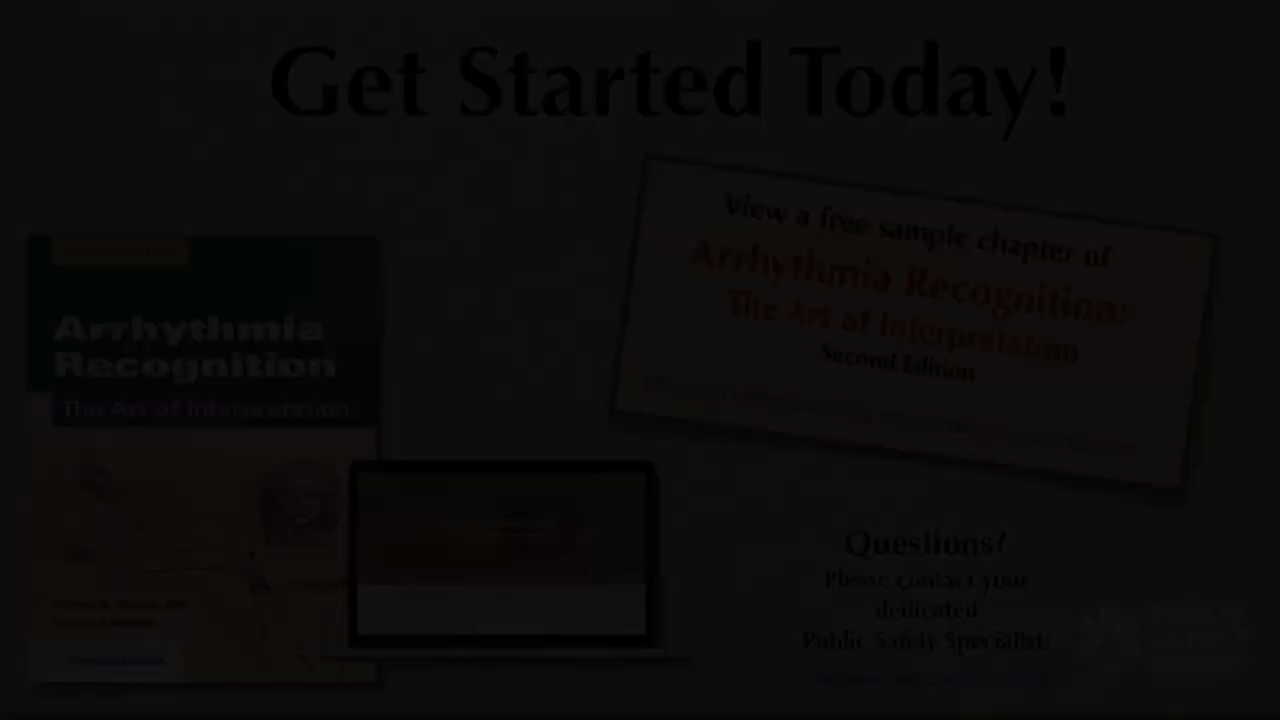 Get Started Today!
View a free sample chapter of
Arrhythmia Recognition:
The Art of Interpretation
Second Edition
Arrhythmia
Recognition
The Art of Interpretation
Questions?
Please contact your
dedicated
Public Safety Specialist: